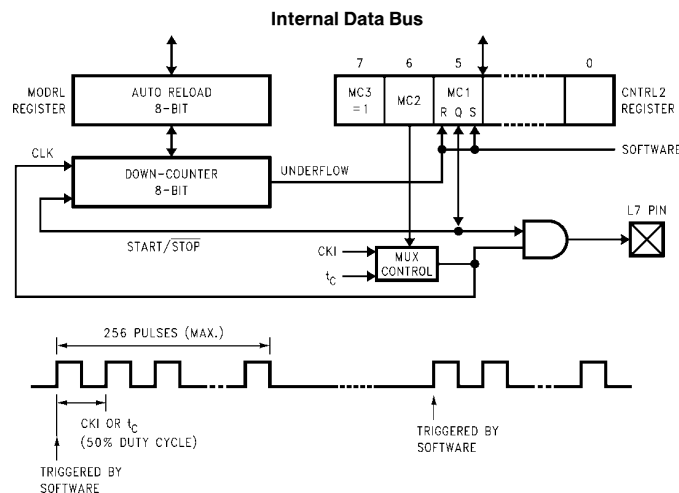 Internal Data Bus
7 6 5 0
MODRL
REGISTER
AUTO RELOAD
8-BIT
MC3
=1
MC2
MC1
R Q S
CNTRL2
REGISTER
CLK
DOWN-COUNTER
8-BIT
UNDERFLOW
SOFTWARE
START/STOP
CKI
tC
MUX
CONTROL
L7 PIN
256 PULSES (MAX.)
CKI OR tC
(50% DUTY CYCLE)
TRIGGERED BY
SOFTWARE
TRIGGERED BY
SOFTWARE